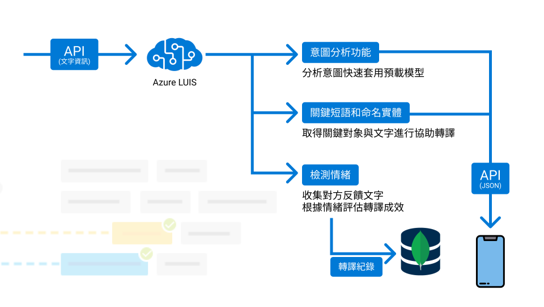 API
(文字資訊)
Azure LUIS
意圖分析功能
分析意圖快速套用預載模型
關鍵短語和命名實體
取得關鍵對象與文字進行協助轉譯
檢測情緒
收集對方反饋文字
根據情緒評估轉譯成效
API
(JSON)
轉譯紀錄